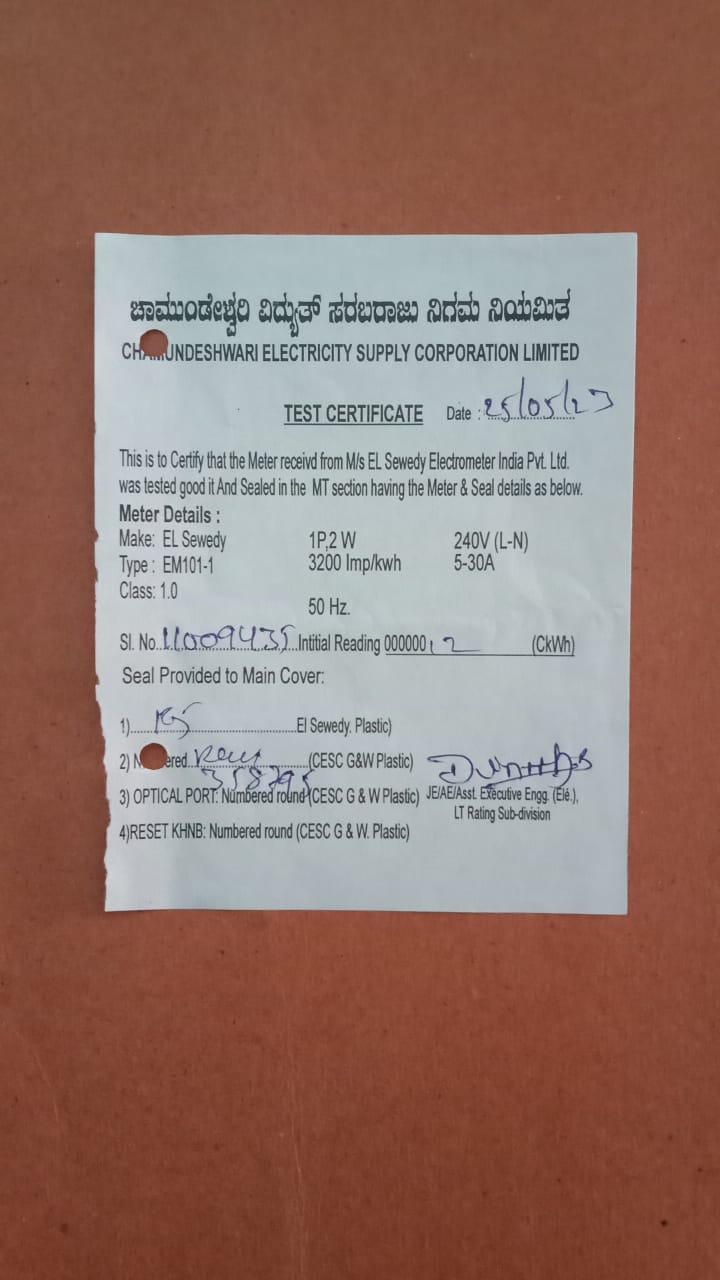 ಚಾಮುಂಡೇಶ್ವರಿ ವಿದ್ಯುತ್ ಸರಬರಾಜು ನಿಗಮ ನಿಯಮಿತ
CHAMUNDESHWARI ELECTRICITY SUPPLY CORPORATION LIMITED
TEST CERTIFICATE Date : 25/05/23
This is to Certify that the Meter receivd from M/s EL Sewedy Electrometer India Pvt. Ltd.
was tested good it And Sealed in the MT section having the Meter & Seal details as below.
Meter Details :
Make: EL Sewedy 1P,2 W 240V (L-N)
Type : EM101-1 3200 Imp/kwh 5-30A
Class: 1.0
50 Hz.
Sl. No. 11009435 Intitial Reading 000000 12 (CkWh)
Seal Provided to Main Cover:
1) El Sewedy. Plastic)
2) (CESC G&W Plastic)
358795
3) OPTICAL PORT: Numbered round (CESC G & W Plastic) JE/AE/Asst. Executive Engg. (Ele.),
LT Rating Sub-division
4)RESET KHNB: Numbered round (CESC G & W. Plastic)